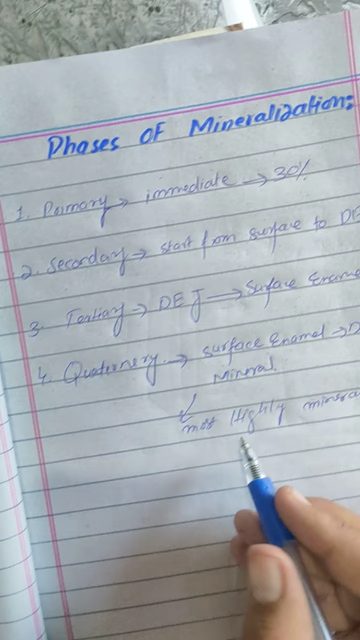 Phases of Mineralization:
1. Primary → immediate → 30%
2. Secondary → start from surface to DE
3. Tertiary → DEJ → Surface Ename
4. Quaternery → surface Enamel →D
Mineral
most Highly minera